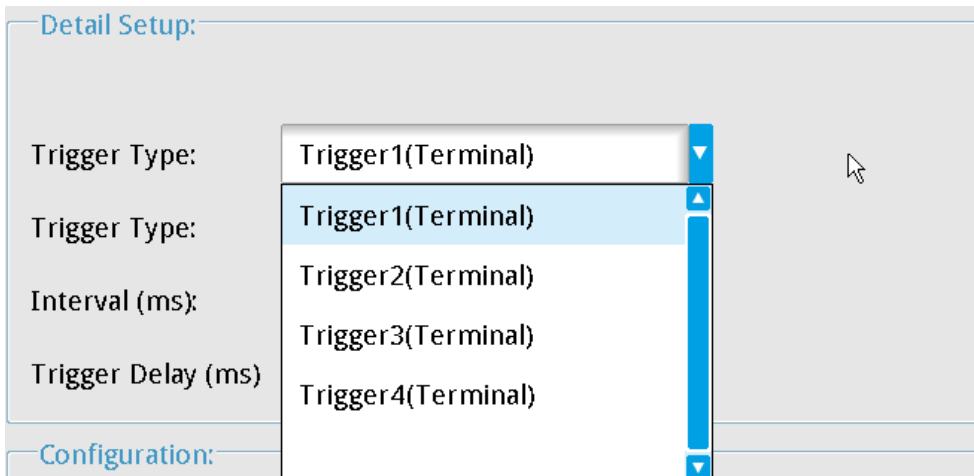 Detail Setup:
Trigger Type: Trigger1(Terminal)
Trigger1(Terminal)
Trigger Type:
Trigger2(Terminal)
Interval (ms):
Trigger3(Terminal)
Trigger Delay (ms)
Trigger4(Terminal)
Configuration: